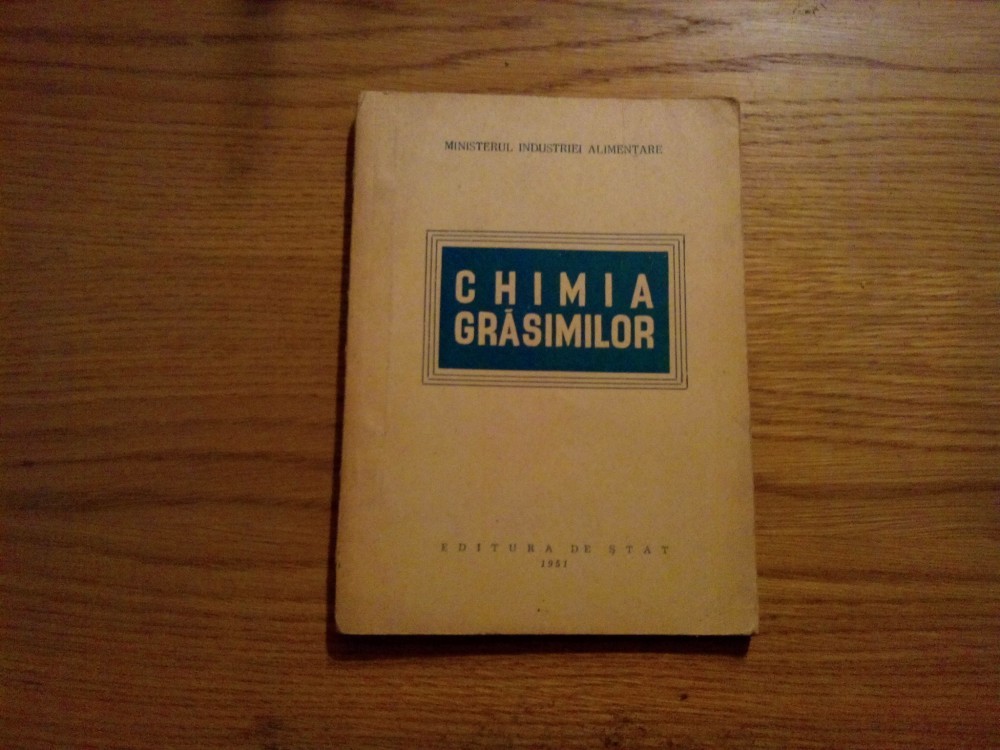 MINISTERUL INDUSTRIEI ALIMENTARE
CHIMIA
GRĂSIMILOR
EDITURA DE STAT
1951